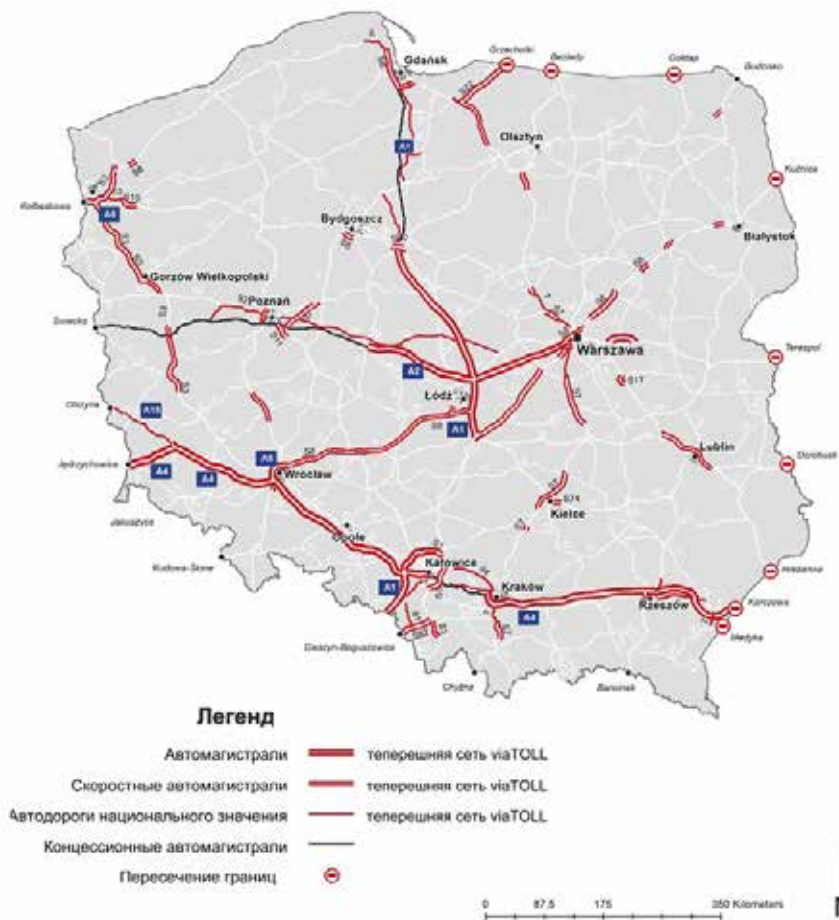 Gdańsk
Grzechotki
Bezledy
Gołdap
Budzisko
Olsztyn
A1
Kuźnica
Kołbaskowo
A6
Bydgoszcz
Białystok
Gorzów Wielkopolski
Poznań
Świecko
Warszawa
Terespol
A2
S17
Łódź
Olszyna
A18
A1
Lublin
A8
Jędrzychowice
A4
A4
Wrocław
Dorohusk
S74
Kielce
Jakuszyce
Opole
Kudowa-Słone
Katowice
A1
Kraków
A4
Rzeszów
Hrebenne
Korczowa
Medyka
Cieszyn-Boguszowice
Chyżne
Barwinek
Легенд
Автомагистрали теперешняя сеть viaTOLL
Скоростные автомагистрали теперешняя сеть viaTOLL
Автодороги национального значения теперешняя сеть viaTOLL
Концессионные автомагистрали
Пересечение границ
0 87.5 175 350 Kilometers